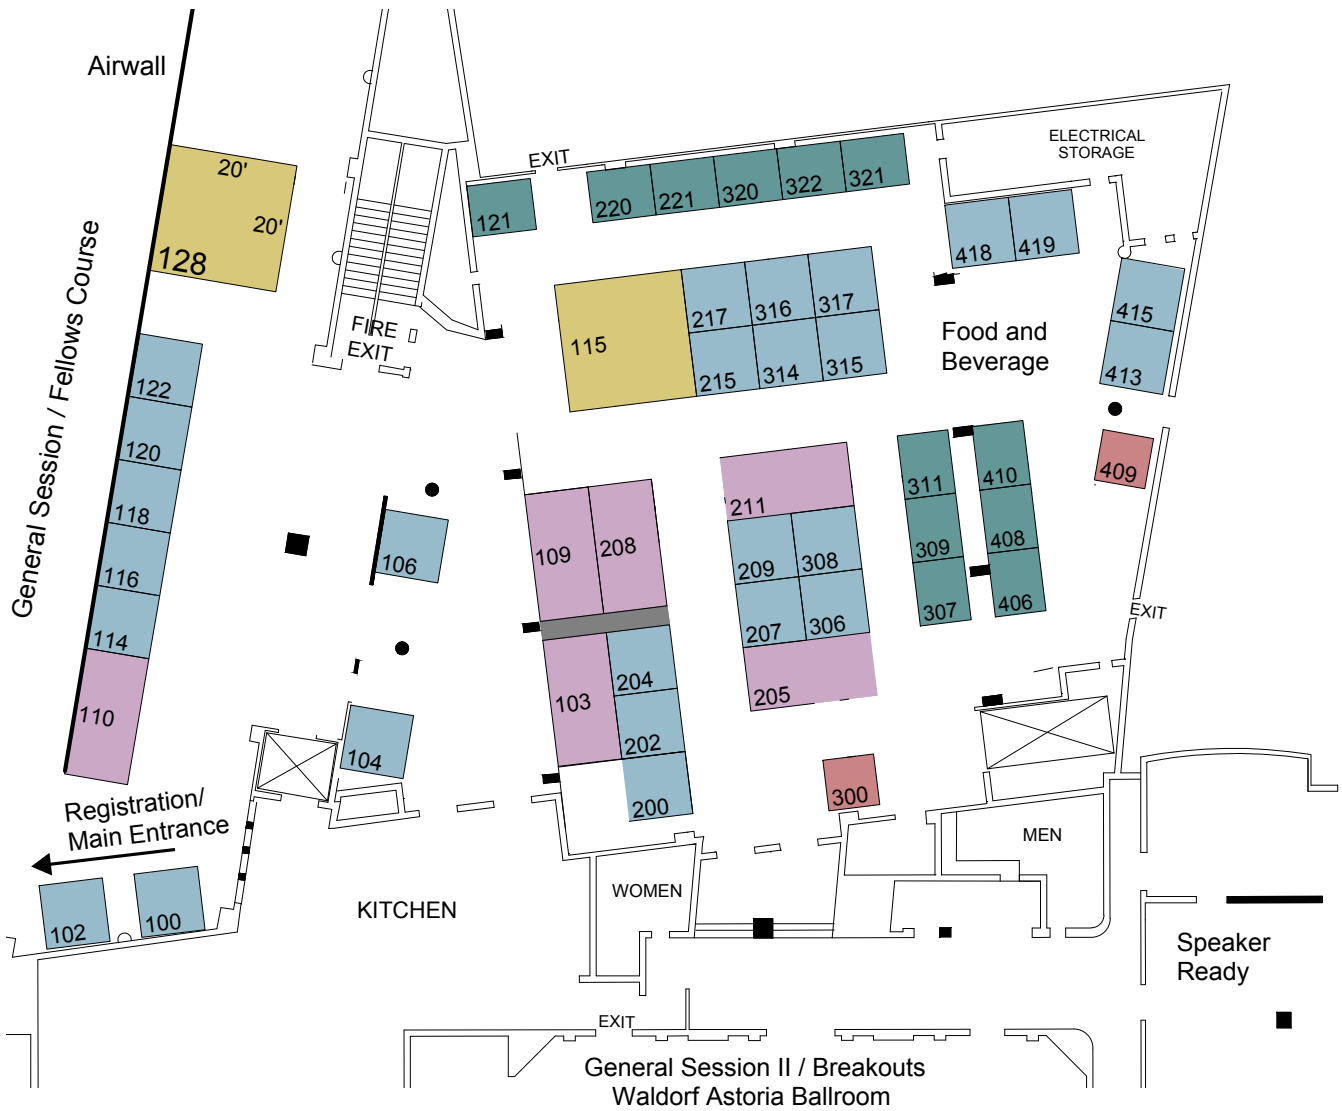 Airwall
20'
20'
128
General Session / Fellows Course
EXIT
121
220
221
320
322
321
ELECTRICAL
STORAGE
418
419
415
413
409
Food and
Beverage
FIRE
EXIT
115
217
316
317
215
314
315
122
120
118
116
114
110
106
104
109
208
103
204
202
200
211
209
308
207
306
205
311
309
307
410
408
406
EXIT
300
Registration/
Main Entrance
102
100
KITCHEN
WOMEN
MEN
Speaker
Ready
EXIT
General Session II / Breakouts
Waldorf Astoria Ballroom